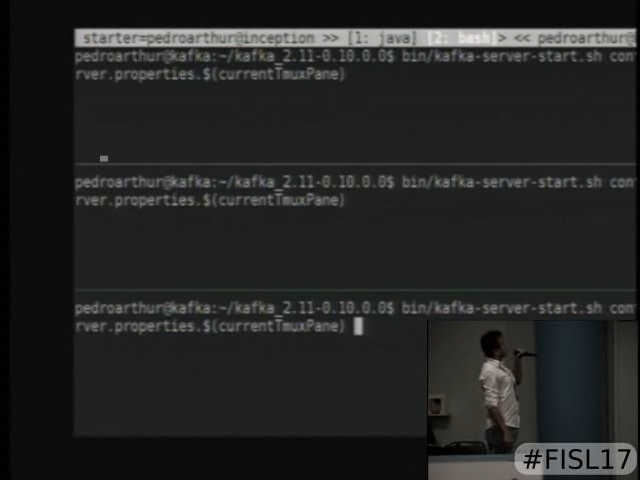 starter=pedroarthur@inception >> [1: java] [2: bash]> << pedroarthur@
pedroarthur@kafka:~/kafka_2.11-0.10.0.0$ bin/kafka-server-start.sh con
rver.properties.$(currentTmuxPane)
pedroarthur@kafka:~/kafka_2.11-0.10.0.0$ bin/kafka-server-start.sh con
rver.properties.$(currentTmuxPane)
pedroarthur@kafka:~/kafka_2.11-0.10.0.0$ bin/kafka-server-start.sh con
rver.properties.$(currentTmuxPane)
#FISL17